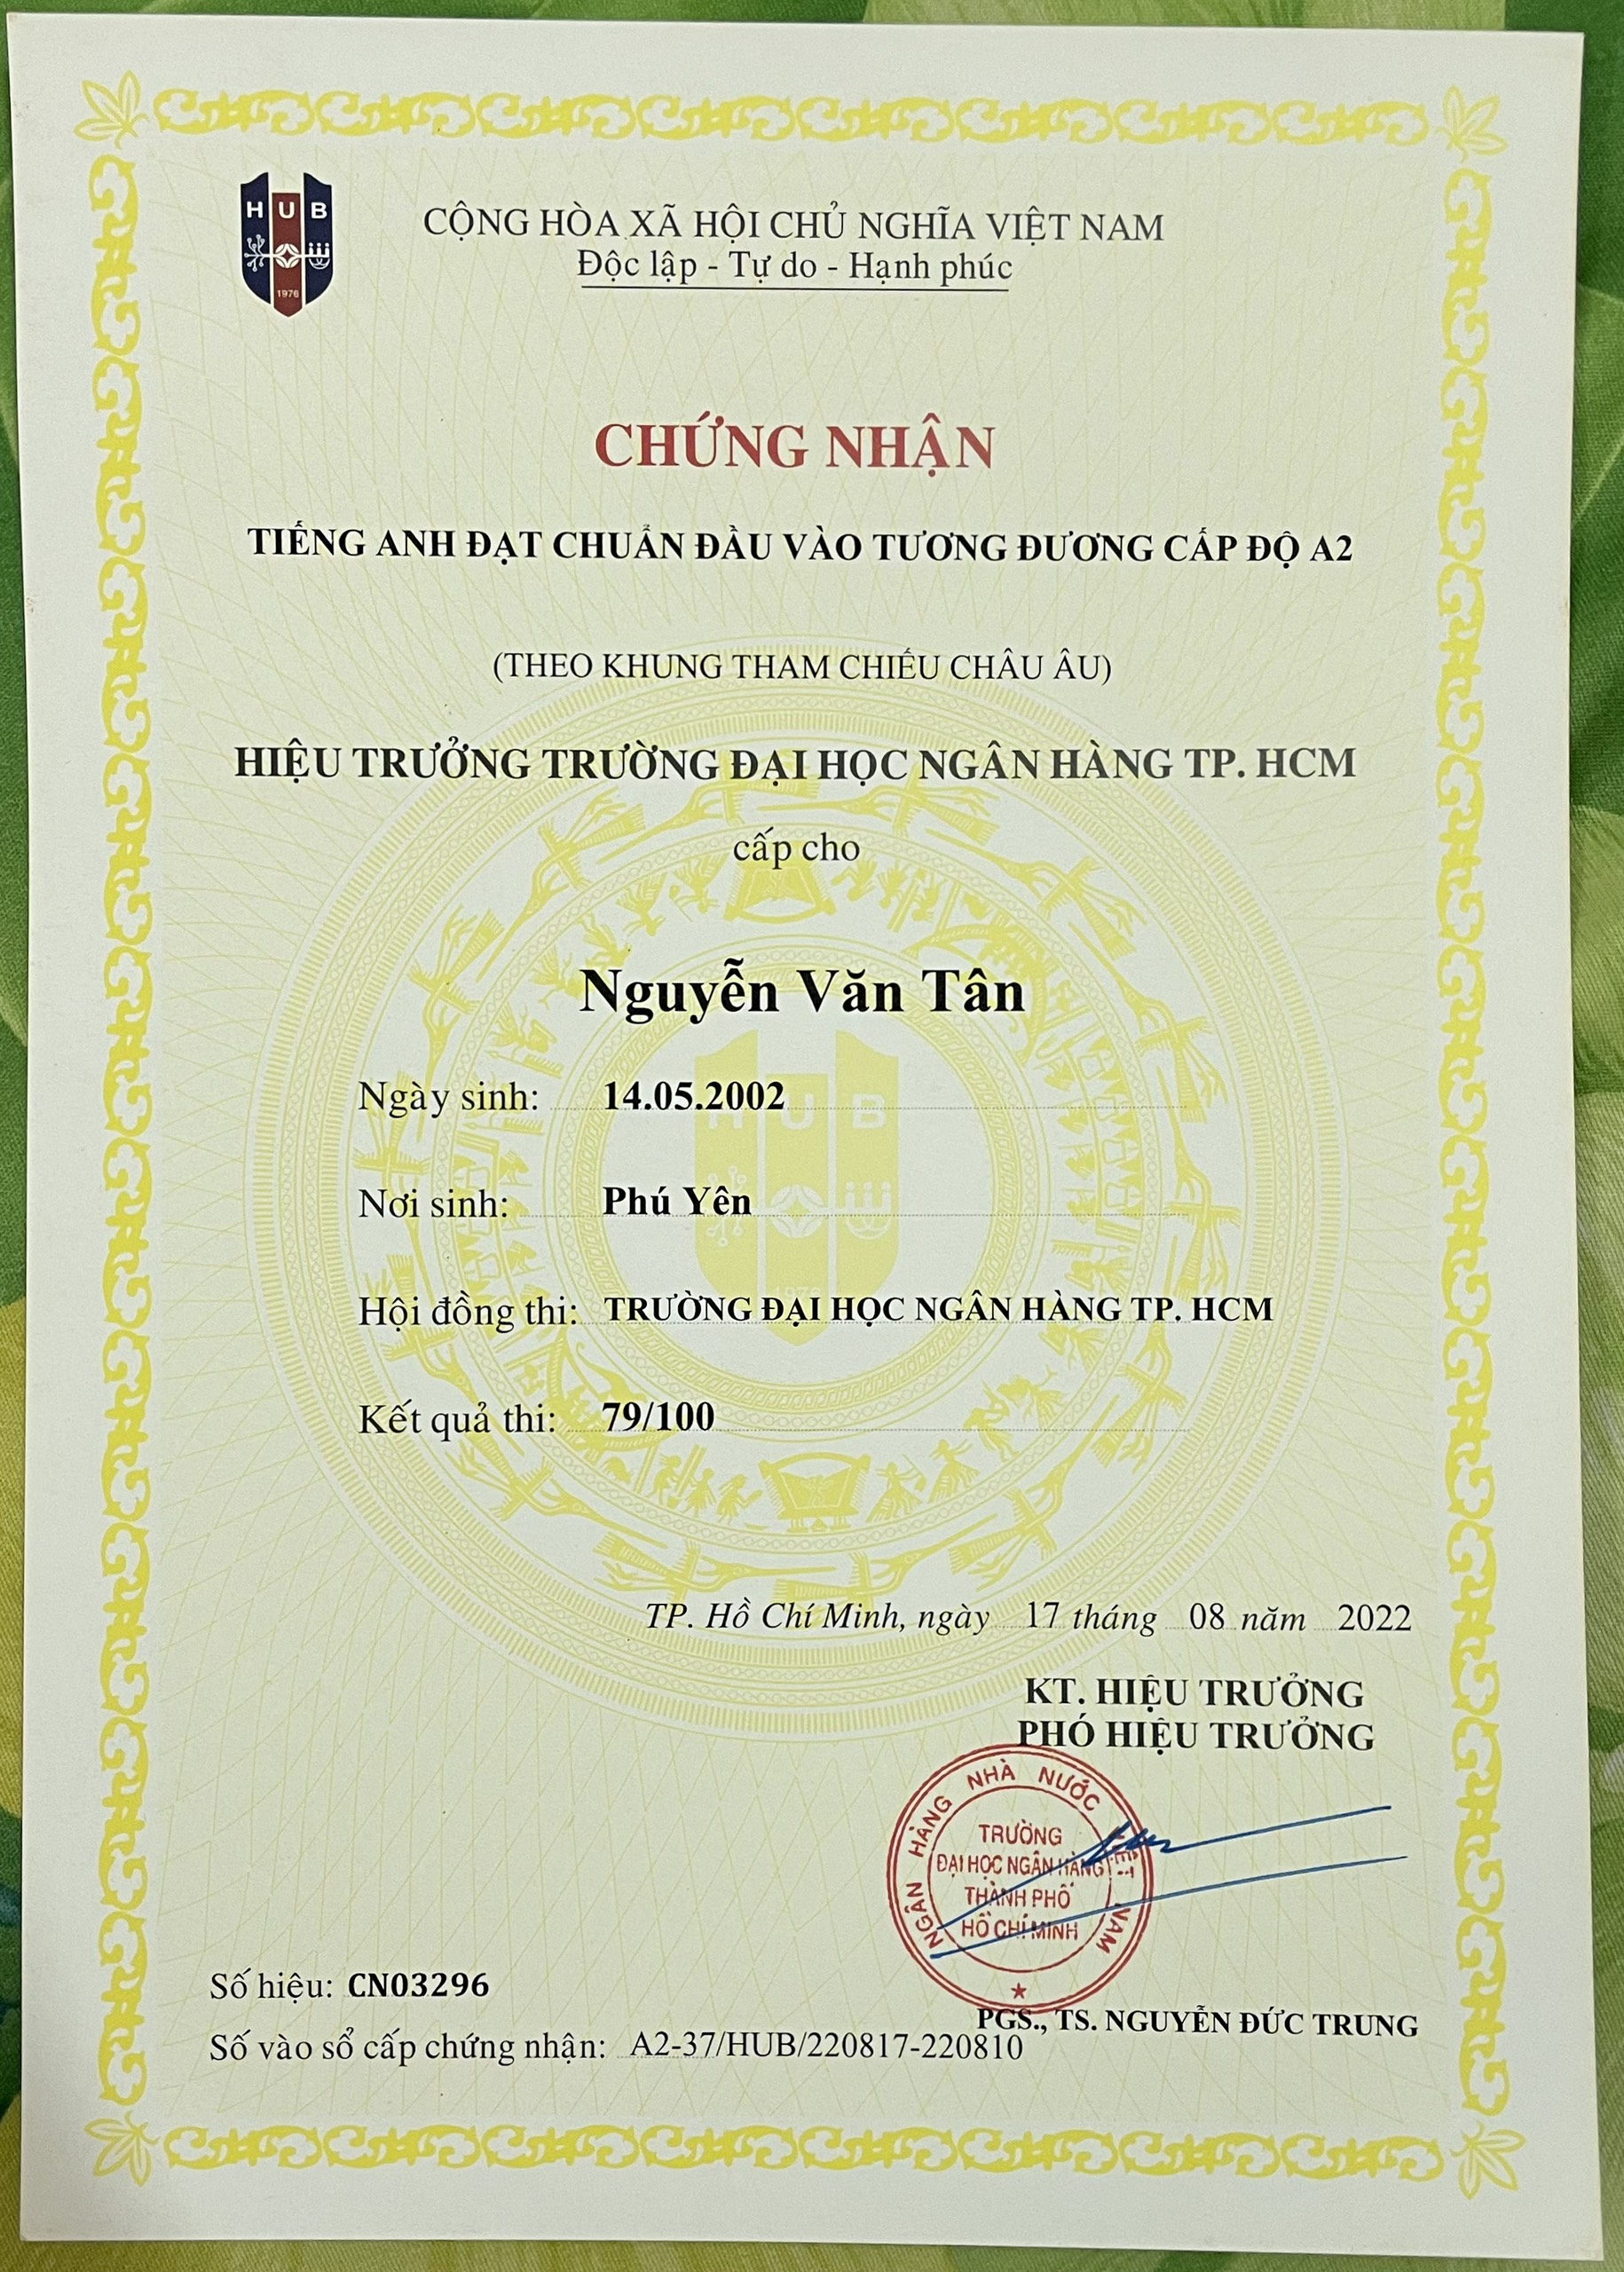 HUB
1976
CỘNG HÒA XÃ HỘI CHỦ NGHĨA VIỆT NAM
Độc lập - Tự do - Hạnh phúc
CHỨNG NHẬN
TIẾNG ANH ĐẠT CHUẨN ĐẦU VÀO TƯƠNG ĐƯƠNG CẤP ĐỘ A2
(THEO KHUNG THAM CHIẾU CHÂU ÂU)
HIỆU TRƯỞNG TRƯỜNG ĐẠI HỌC NGÂN HÀNG TP. HCM
cấp cho
Nguyễn Văn Tân
Ngày sinh: 14.05.2002
HUB
Nơi sinh: Phú Yên
Hội đồng thi: TRƯỜNG ĐẠI HỌC NGÂN HÀNG TP. HCM
Kết quả thi: 79/100
TP. Hồ Chí Minh, ngày 17 tháng 08 năm 2022
KT. HIỆU TRƯỞNG
PHÓ HIỆU TRƯỞNG
NGÂN HÀNG NHÀ NƯỚC VIỆT NAM
TRƯỜNG
ĐẠI HỌC NGÂN HÀNG
THÀNH PHỐ
HỒ CHÍ MINH
Số hiệu: CN03296
PGS., TS. NGUYỄN ĐỨC TRUNG
Số vào sổ cấp chứng nhận: A2-37/HUB/220817-220810